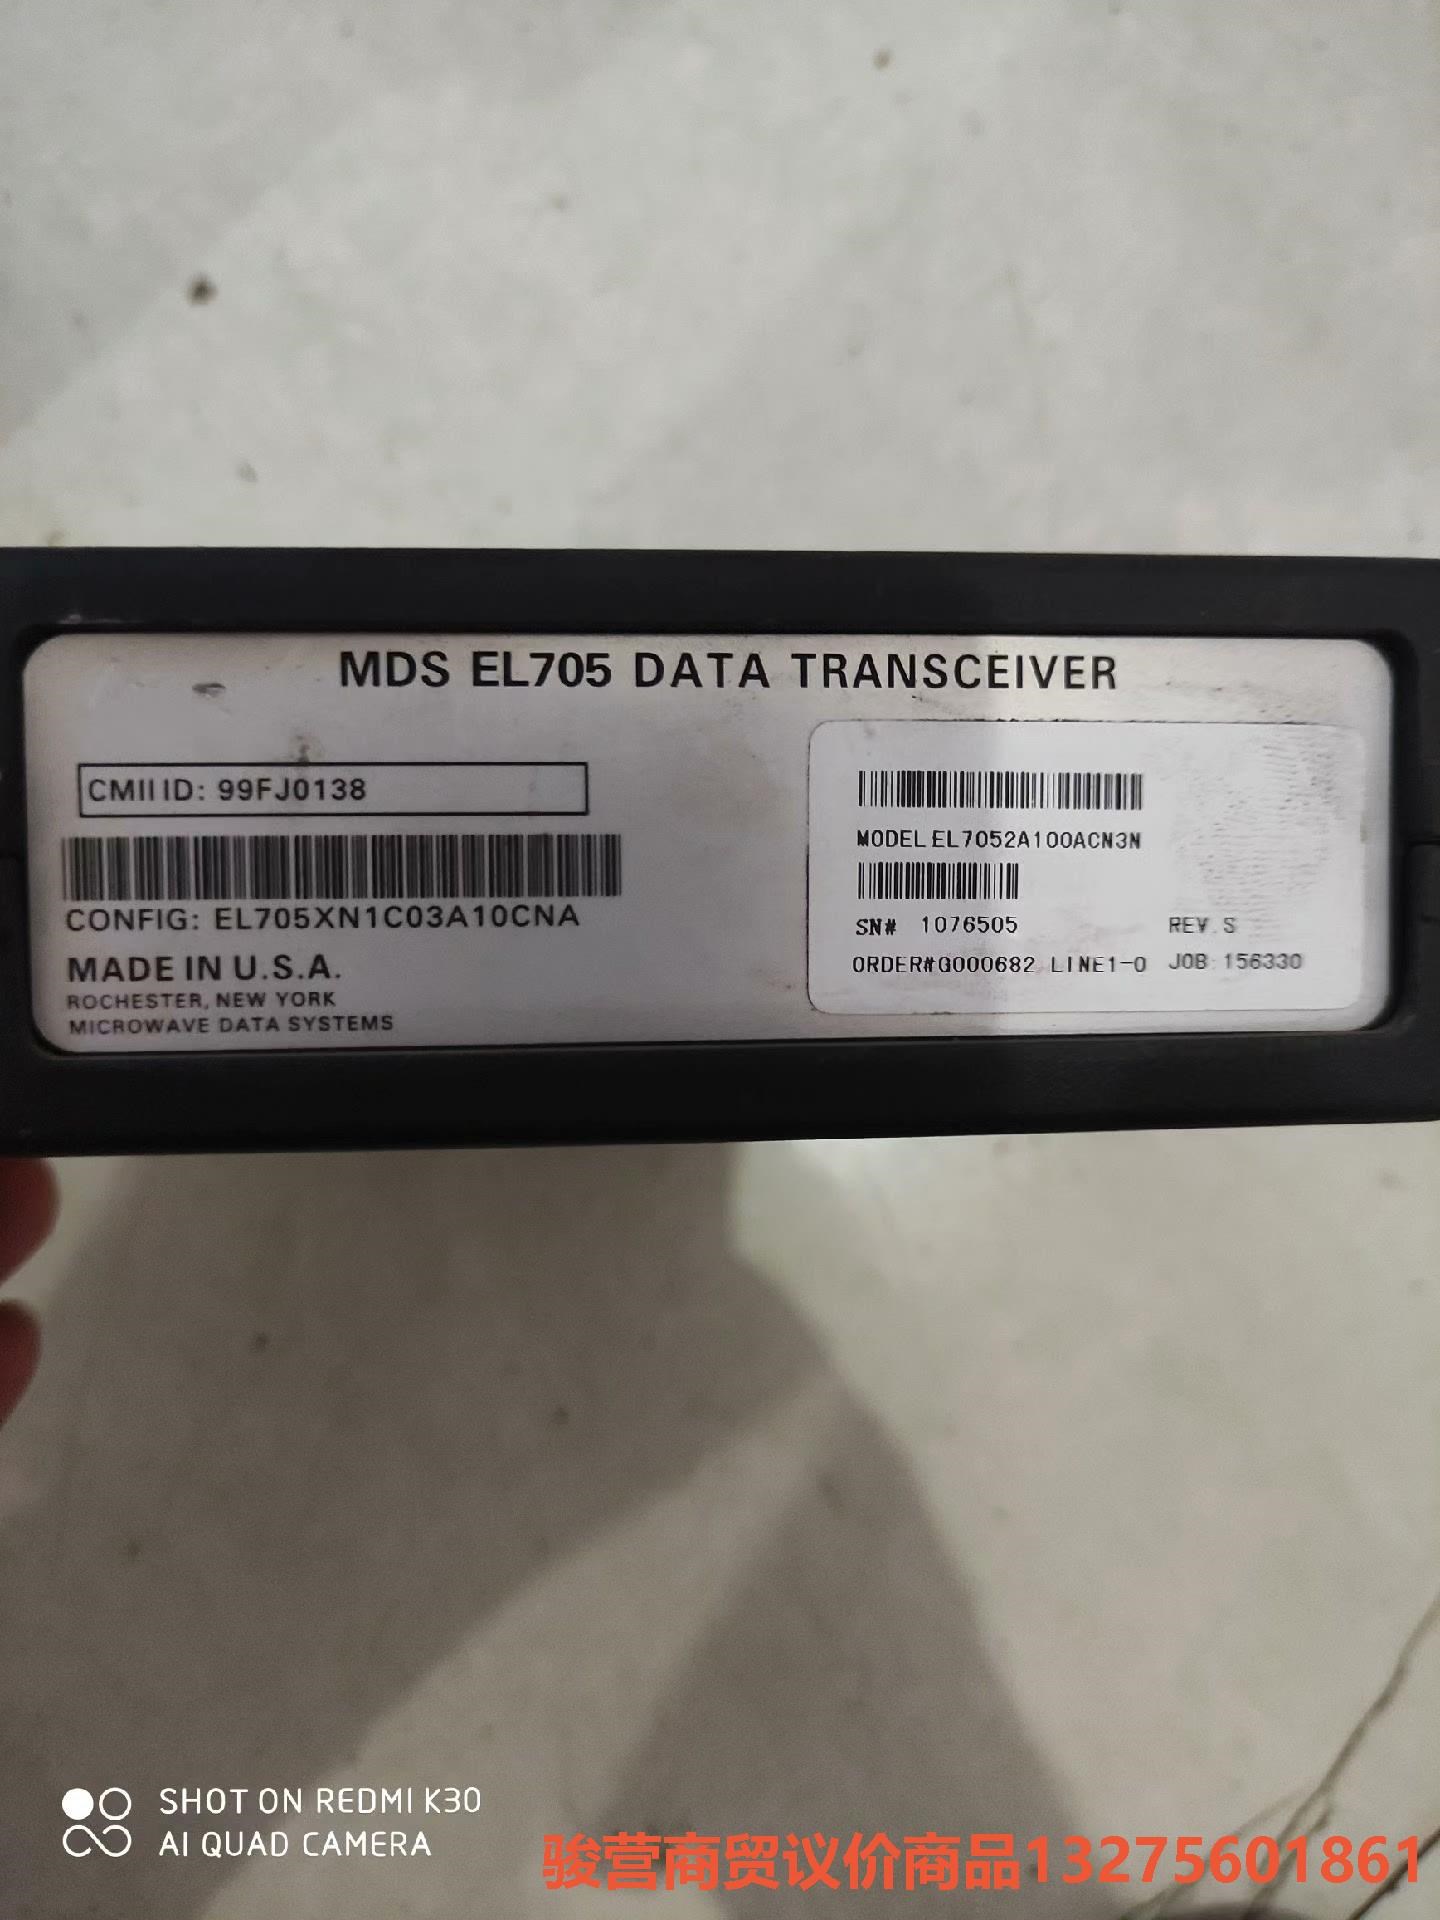 MDS EL705 DATA TRANSCEIVER
CMII ID: 99FJ0138
CONFIG: EL705XN1C03A10CNA
MADE IN U.S.A.
ROCHESTER, NEW YORK
MICROWAVE DATA SYSTEMS
MODEL EL7052A100ACN3N
SN# 1076505 REV. S
ORDER#G000682 LINE1-0 JOB: 156330
SHOT ON REDMI K30
AI QUAD CAMERA
骏营商贸议价商品13275601861